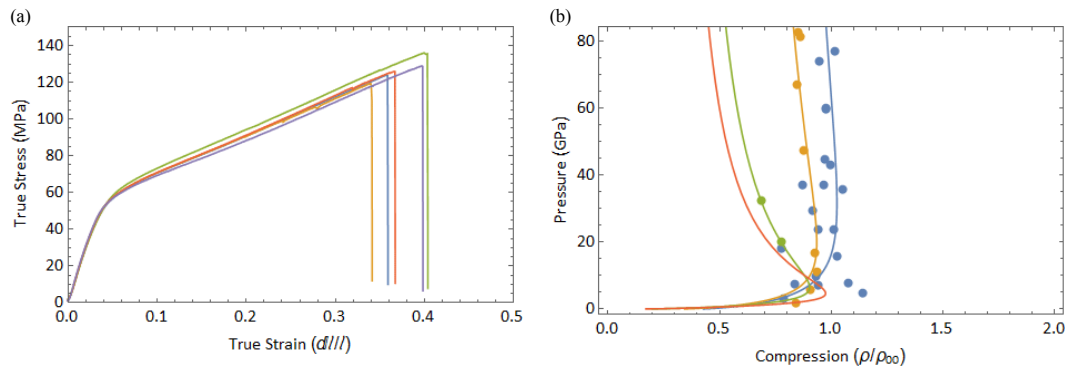 (a)
True Stress (MPa)
140
120
100
80
60
40
20
0
0.0 0.1 0.2 0.3 0.4 0.5
True Strain (dl/l)
(b)
Pressure (GPa)
80
60
40
20
0
0.0 0.5 1.0 1.5 2.0
Compression (ρ/ρ00)